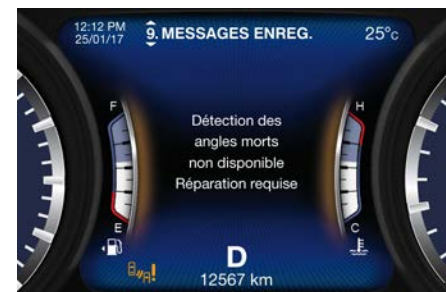 12:12 PM
25/01/17
9. MESSAGES ENREG.
25°c
F
H
Détection des
angles morts
non disponible
Réparation requise
E
C
D
12567 km